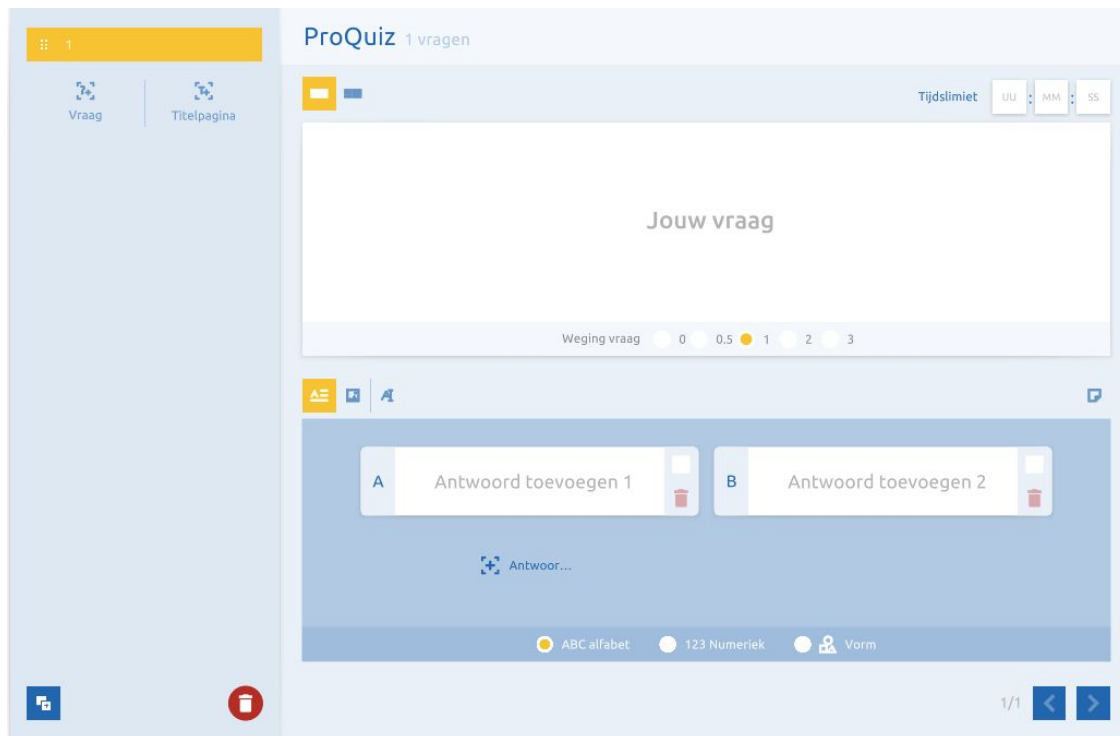 1
Vraag
Titelpagina
ProQuiz 1 vragen
Tijdslimiet UU : MM : SS
Jouw vraag
Weging vraag 0 0.5 1 2 3
A Antwoord toevoegen 1
B Antwoord toevoegen 2
Antwoor...
ABC alfabet 123 Numeriek Vorm
1/1